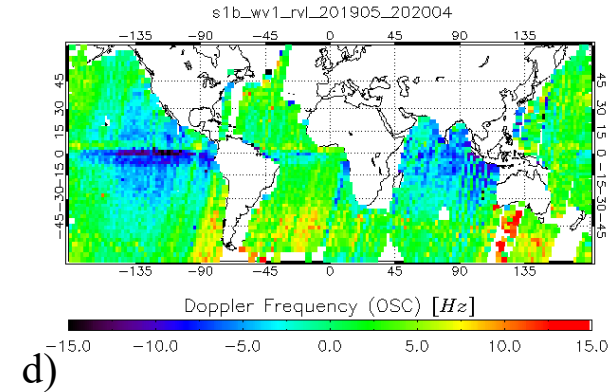 s1b_wv1_rvl_201905_202004
−135 −90 −45 0 45 90 135
45 45
30 30
15 15
0 0
−15 −15
−30 −30
−45 −45
−135 −90 −45 0 45 90 135
Doppler Frequency (OSC) [Hz]
−15.0 −10.0 −5.0 0.0 5.0 10.0 15.0
d)